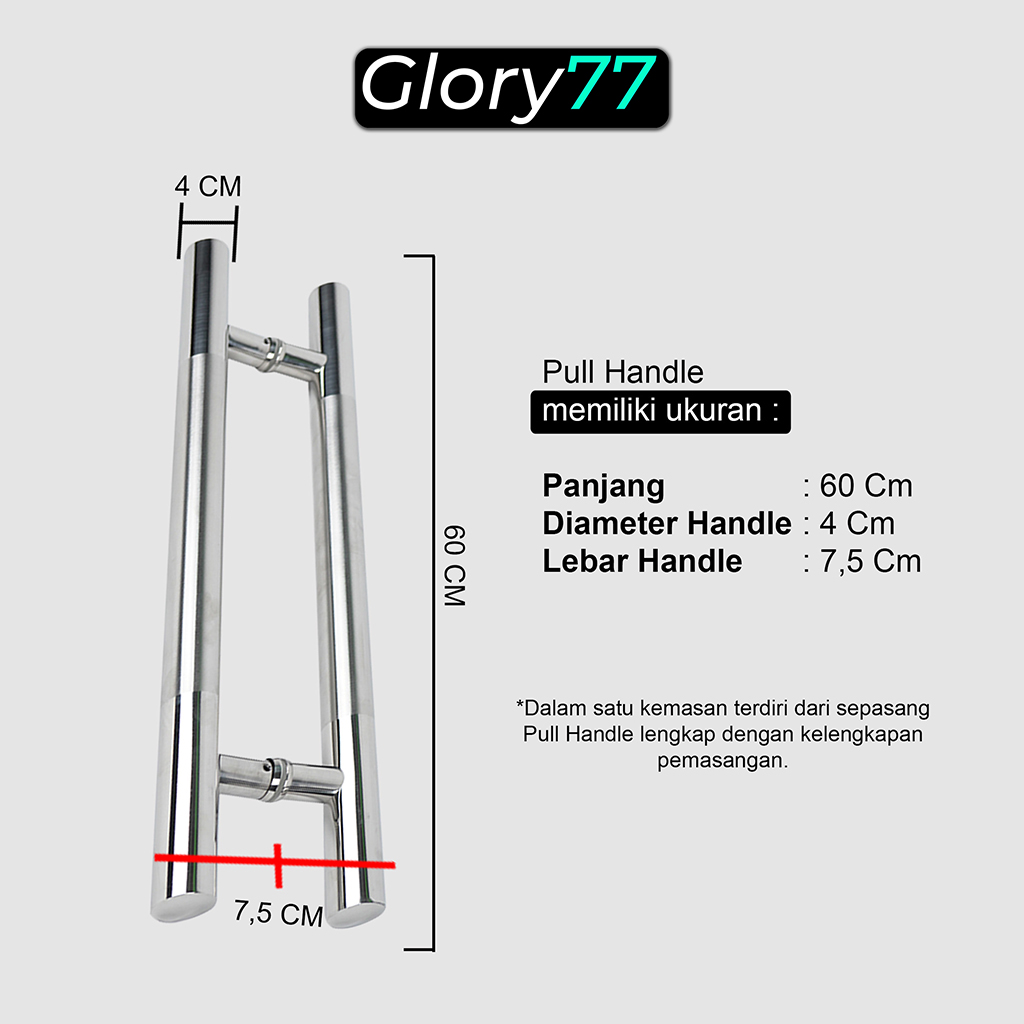 Glory77
4 CM
60 CM
Pull Handle
memiliki ukuran :
Panjang : 60 Cm
Diameter Handle : 4 Cm
Lebar Handle : 7,5 Cm
*Dalam satu kemasan terdiri dari sepasang
Pull Handle lengkap dengan kelengkapan
pemasangan.
7,5 CM